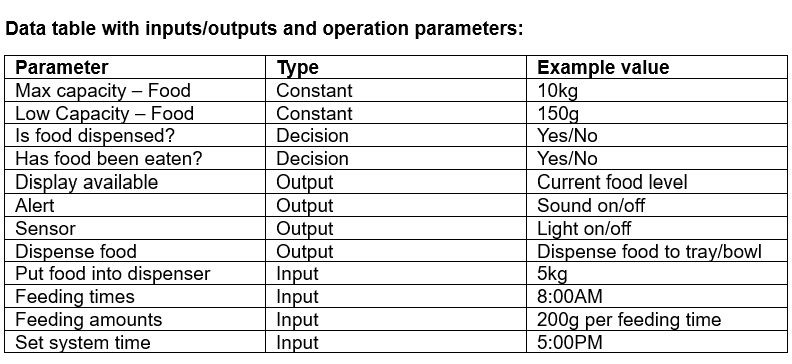 Data table with inputs/outputs and operation parameters:
Parameter Type Example value
Max capacity – Food Constant 10kg
Low Capacity – Food Constant 150g
Is food dispensed? Decision Yes/No
Has food been eaten? Decision Yes/No
Display available Output Current food level
Alert Output Sound on/off
Sensor Output Light on/off
Dispense food Output Dispense food to tray/bowl
Put food into dispenser Input 5kg
Feeding times Input 8:00AM
Feeding amounts Input 200g per feeding time
Set system time Input 5:00PM